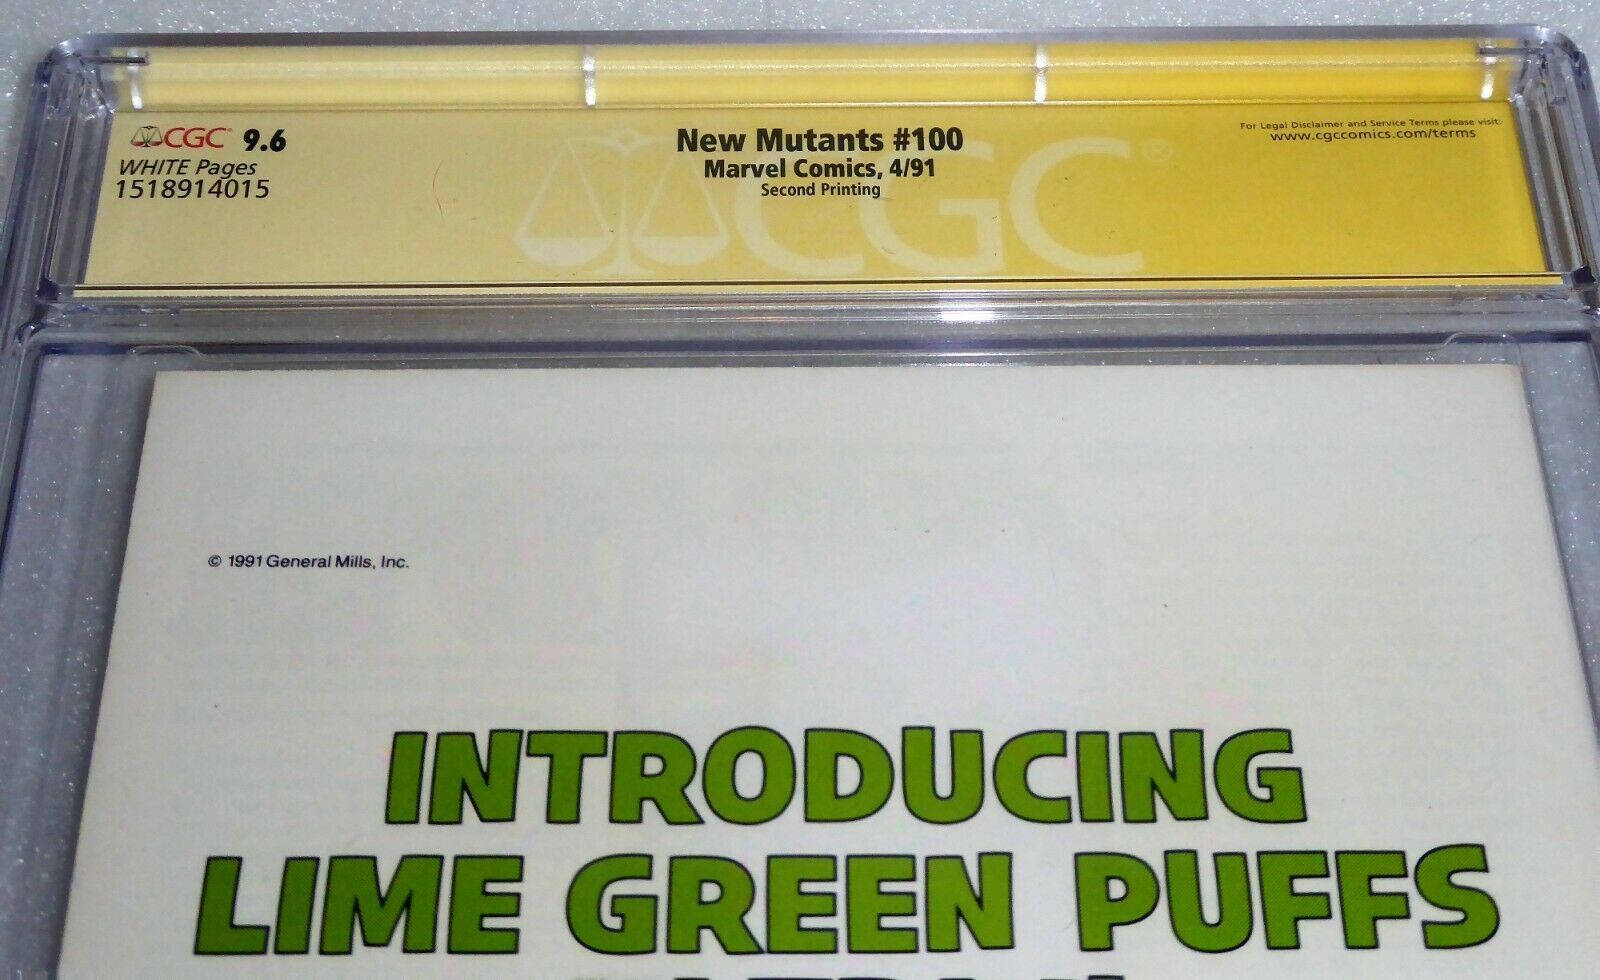 CGC® 9.6
WHITE Pages
1518914015
New Mutants #100
Marvel Comics, 4/91
Second Printing
For Legal Disclaimer and Service Terms please visit:
www.cgccomics.com/terms
CGC®
© 1991 General Mills, Inc.
INTRODUCING
LIME GREEN PUFFS